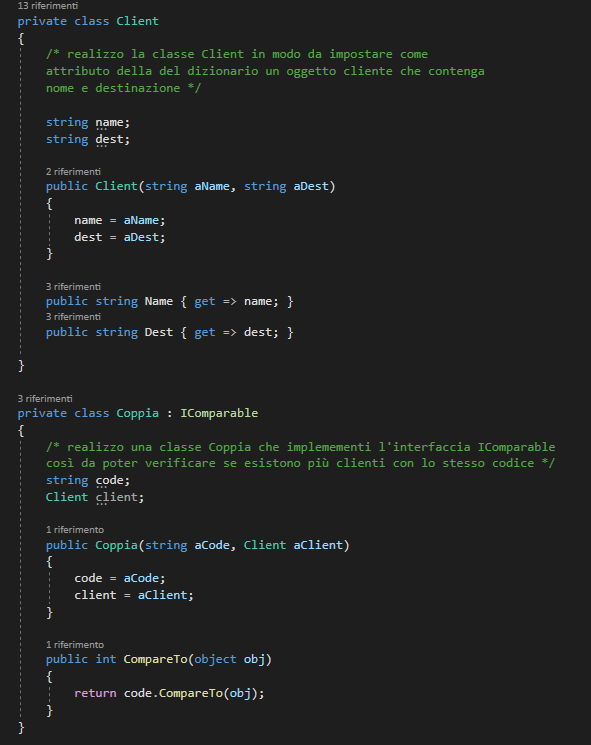 13 riferimenti
private class Client
{
/* realizzo la classe Client in modo da impostare come
attributo della del dizionario un oggetto cliente che contenga
nome e destinazione */
string name;
string dest;
2 riferimenti
public Client(string aName, string aDest)
{
name = aName;
dest = aDest;
}
3 riferimenti
public string Name { get => name; }
3 riferimenti
public string Dest { get => dest; }
}
3 riferimenti
private class Coppia : IComparable
{
/* realizzo una classe Coppia che implemementi l'interfaccia IComparable
così da poter verificare se esistono più clienti con lo stesso codice */
string code;
Client client;
1 riferimento
public Coppia(string aCode, Client aClient)
{
code = aCode;
client = aClient;
}
1 riferimento
public int CompareTo(object obj)
{
return code.CompareTo(obj);
}
}